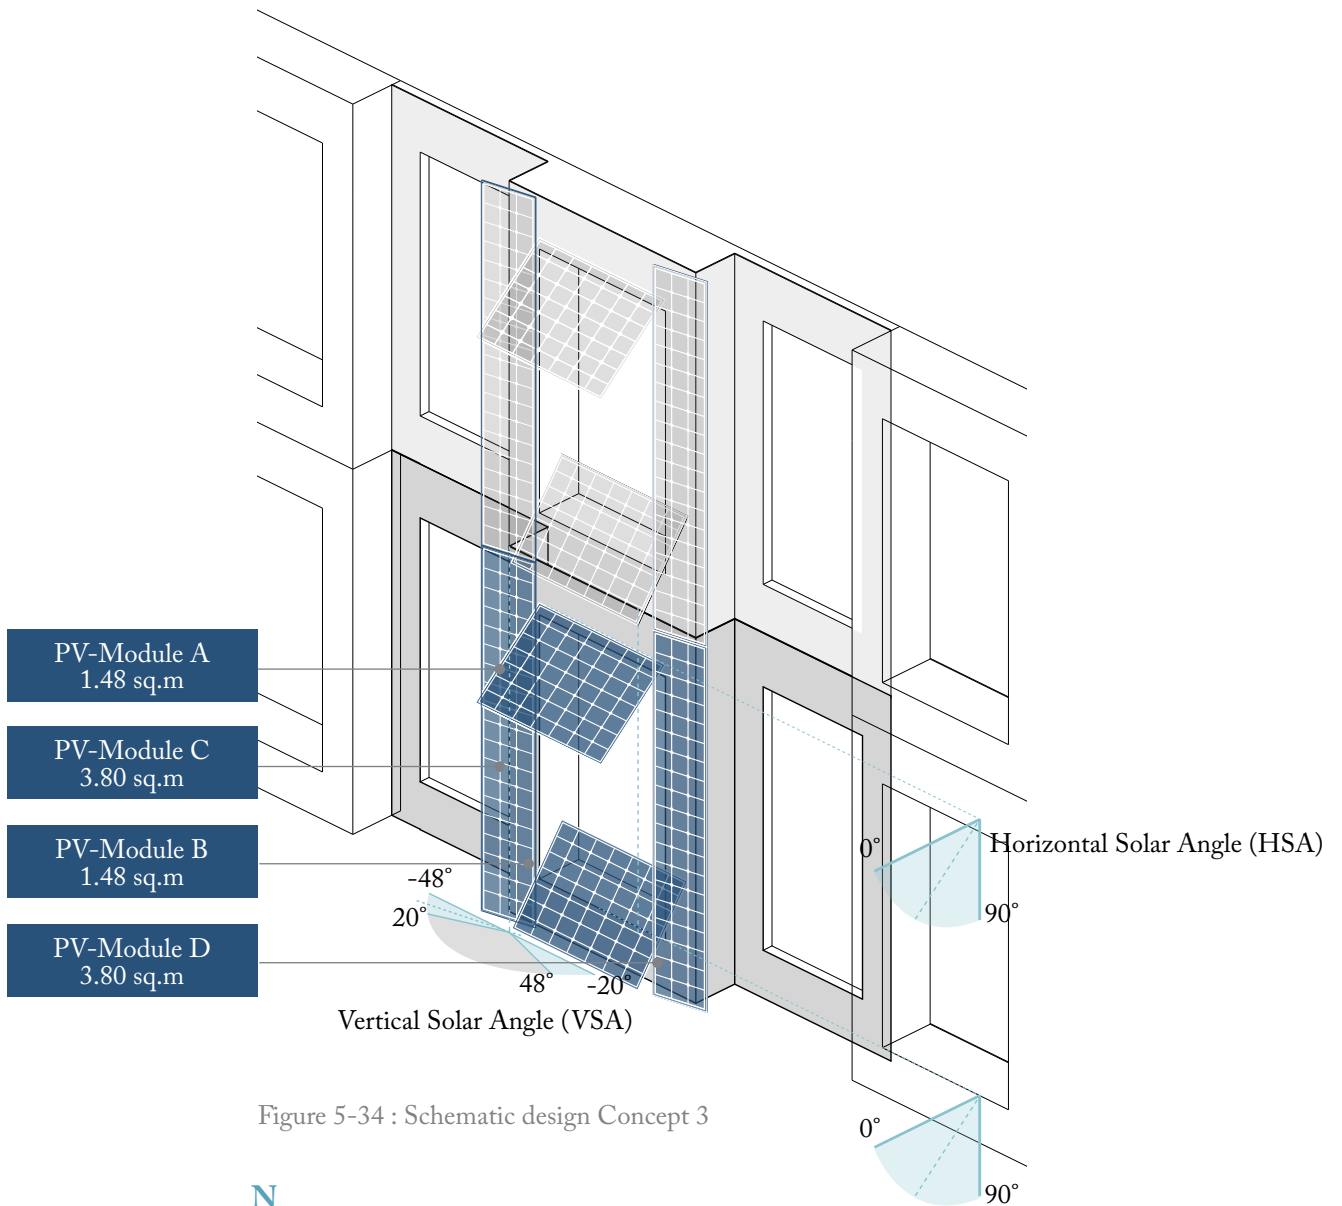 PV-Module A
1.48 sq.m
PV-Module C
3.80 sq.m
PV-Module B
1.48 sq.m
PV-Module D
3.80 sq.m
-48°
20°
48°
-20°
Vertical Solar Angle (VSA)
0°
Horizontal Solar Angle (HSA)
90°
0°
90°
Figure 5-34 : Schematic design Concept 3
N